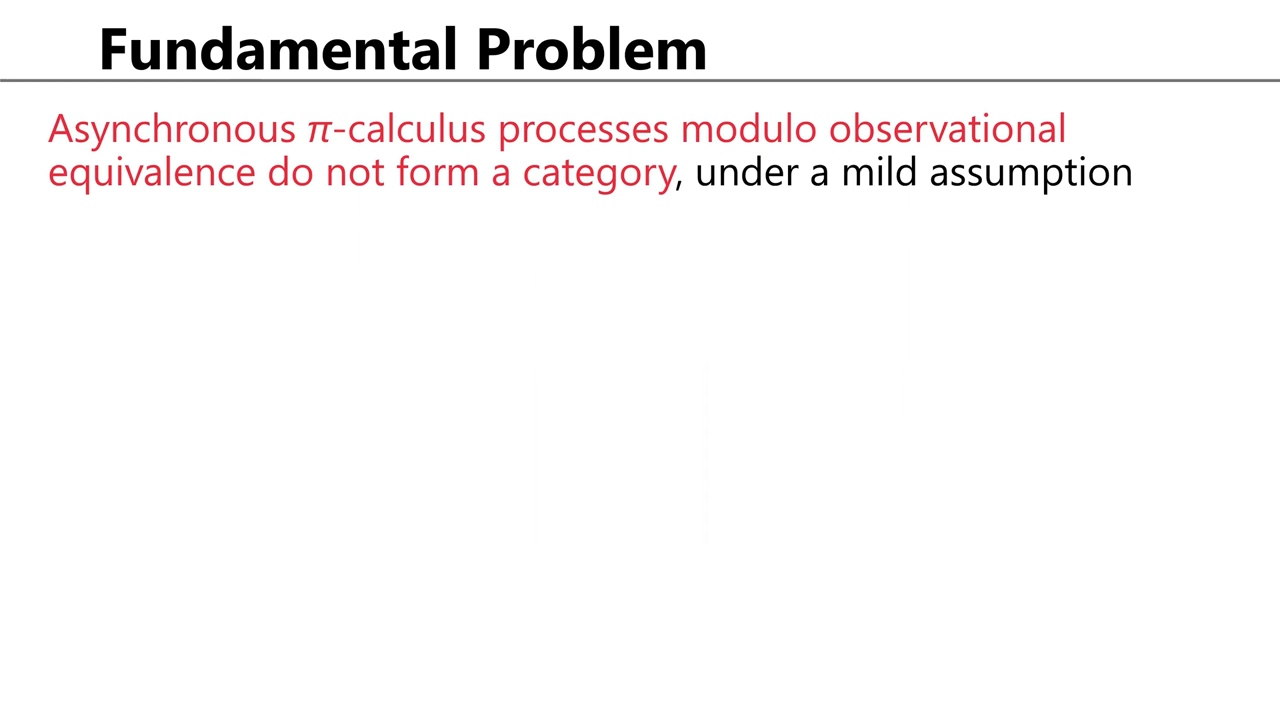 Fundamental Problem
Asynchronous π-calculus processes modulo observational
equivalence do not form a category, under a mild assumption